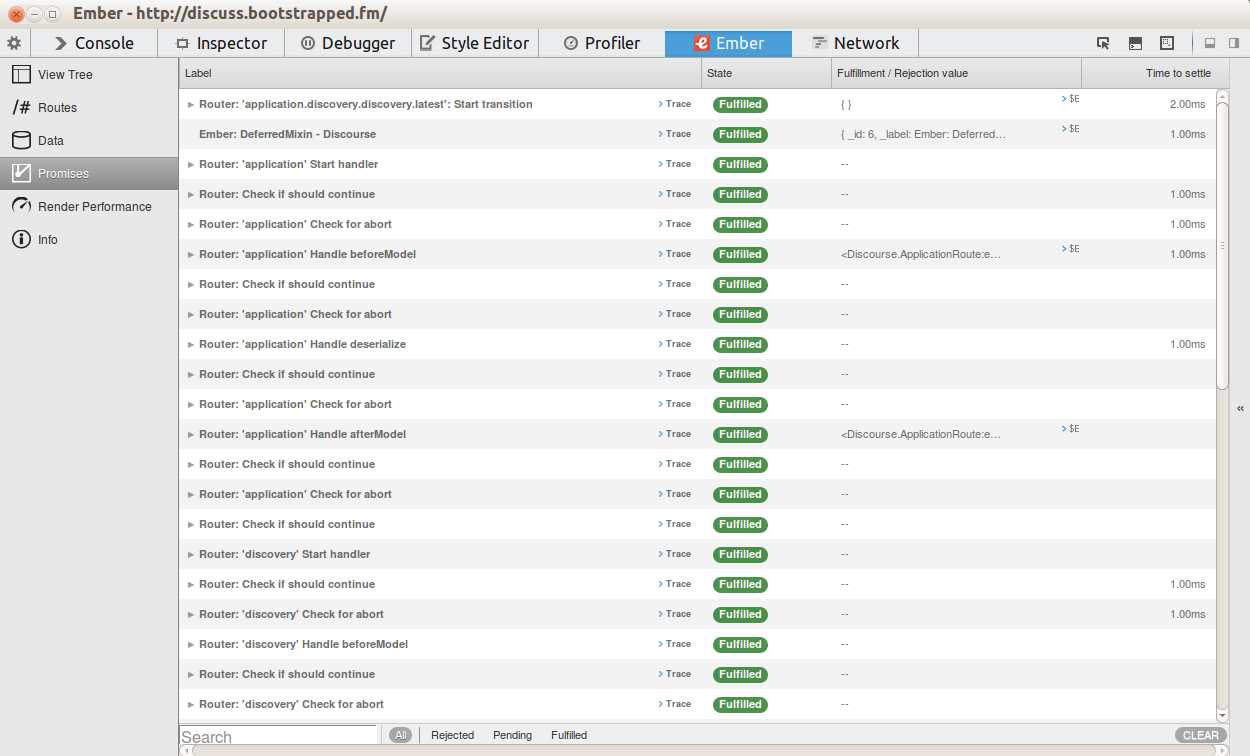 Ember - http://discuss.bootstrapped.fm/
Console Inspector Debugger Style Editor Profiler Ember Network
View Tree
Routes
Data
Promises
Render Performance
Info
Label State Fulfillment / Rejection value Time to settle
Router: 'application.discovery.discovery.latest': Start transition Trace Fulfilled { } $E 2.00ms
Ember: DeferredMixin - Discourse Trace Fulfilled { _id: 6, _label: Ember: Deferred… $E 1.00ms
Router: 'application' Start handler Trace Fulfilled --
Router: Check if should continue Trace Fulfilled -- 1.00ms
Router: 'application' Check for abort Trace Fulfilled -- 1.00ms
Router: 'application' Handle beforeModel Trace Fulfilled <Discourse.ApplicationRoute:e… $E 1.00ms
Router: Check if should continue Trace Fulfilled --
Router: 'application' Check for abort Trace Fulfilled --
Router: 'application' Handle deserialize Trace Fulfilled -- 1.00ms
Router: Check if should continue Trace Fulfilled --
Router: 'application' Check for abort Trace Fulfilled --
Router: 'application' Handle afterModel Trace Fulfilled <Discourse.ApplicationRoute:e… $E
Router: Check if should continue Trace Fulfilled --
Router: 'application' Check for abort Trace Fulfilled --
Router: Check if should continue Trace Fulfilled --
Router: 'discovery' Start handler Trace Fulfilled --
Router: Check if should continue Trace Fulfilled -- 1.00ms
Router: 'discovery' Check for abort Trace Fulfilled -- 1.00ms
Router: 'discovery' Handle beforeModel Trace Fulfilled --
Router: Check if should continue Trace Fulfilled --
Router: 'discovery' Check for abort Trace Fulfilled --
Search All Rejected Pending Fulfilled CLEAR